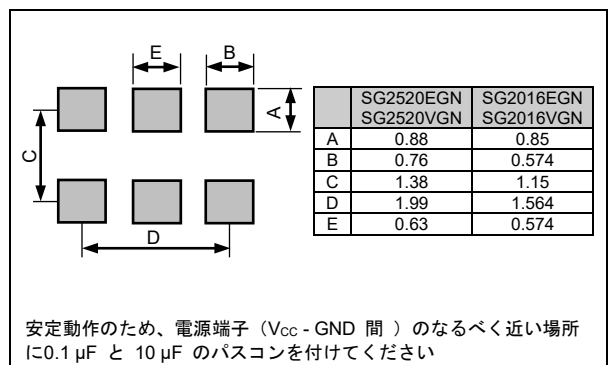 E
B
A
C
D
SG2520EGN SG2016EGN
SG2520VGN SG2016VGN
A 0.88 0.85
B 0.76 0.574
C 1.38 1.15
D 1.99 1.564
E 0.63 0.574
安定動作のため、電源端子（Vcc - GND 間 ）のなるべく近い場所
に0.1 µF と 10 µF のパスコンを付けてください